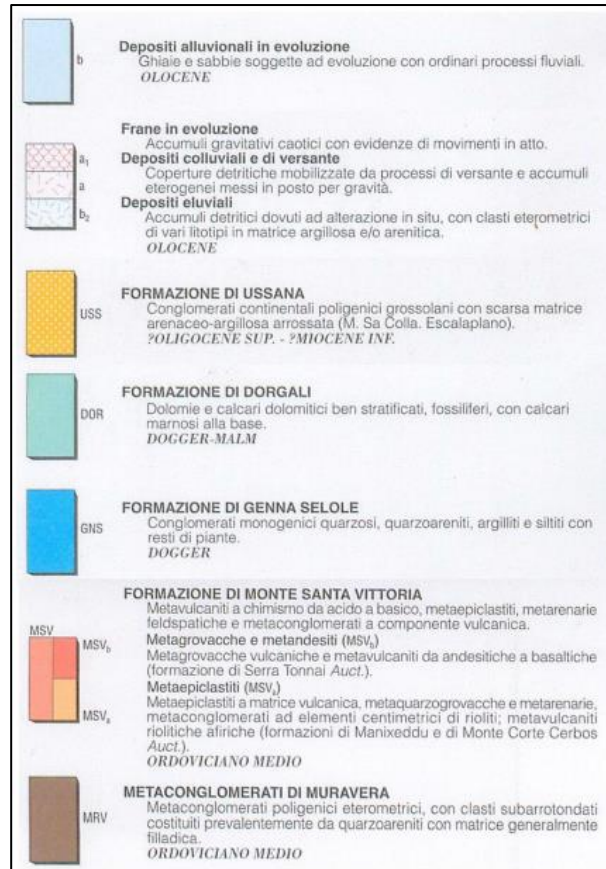 b
Depositi alluvionali in evoluzione
Ghiaie e sabbie soggette ad evoluzione con ordinari processi fluviali.
OLOCENE
Frane in evoluzione
Accumuli gravitativi caotici con evidenze di movimenti in atto.
a1
Depositi colluviali e di versante
Coperture detritiche mobilizzate da processi di versante e accumuli
a
eterogenei messi in posto per gravità.
Depositi eluviali
b2
Accumuli detritici dovuti ad alterazione in situ, con clasti eterometrici
di vari litotipi in matrice argillosa e/o arenitica.
OLOCENE
USS
FORMAZIONE DI USSANA
Conglomerati continentali poligenici grossolani con scarsa matrice
arenaceo-argillosa arrossata (M. Sa Colla. Escalaplano).
?OLIGOCENE SUP. - ?MIOCENE INF.
DOR
FORMAZIONE DI DORGALI
Dolomie e calcari dolomitici ben stratificati, fossiliferi, con calcari
marnosi alla base.
DOGGER-MALM
GNS
FORMAZIONE DI GENNA SELOLE
Conglomerati monogenici quarzosi, quarzoareniti, argilliti e siltiti con
resti di piante.
DOGGER
FORMAZIONE DI MONTE SANTA VITTORIA
Metavulcaniti a chimismo da acido a basico, metaepiclastiti, metarenarie
feldspatiche e metaconglomerati a componente vulcanica.
MSV
MSVb
Metagrovacche e metandesiti (MSVb)
Metagrovacche vulcaniche e metavulcaniti da andesitiche a basaltiche
(formazione di Serra Tonnai Auct.).
Metaepiclastiti (MSVa)
MSVa
Metaepiclastiti a matrice vulcanica, metaquarzogrovacche e metarenarie,
metaconglomerati ad elementi centimetrici di rioliti; metavulcaniti
riolitiche afiriche (formazioni di Manixeddu e di Monte Corte Cerbos
Auct.).
ORDOVICIANO MEDIO
MRV
METACONGLOMERATI DI MURAVERA
Metaconglomerati poligenici eterometrici, con clasti subarrotondati
costituiti prevalentemente da quarzoareniti con matrice generalmente
filladica.
ORDOVICIANO MEDIO